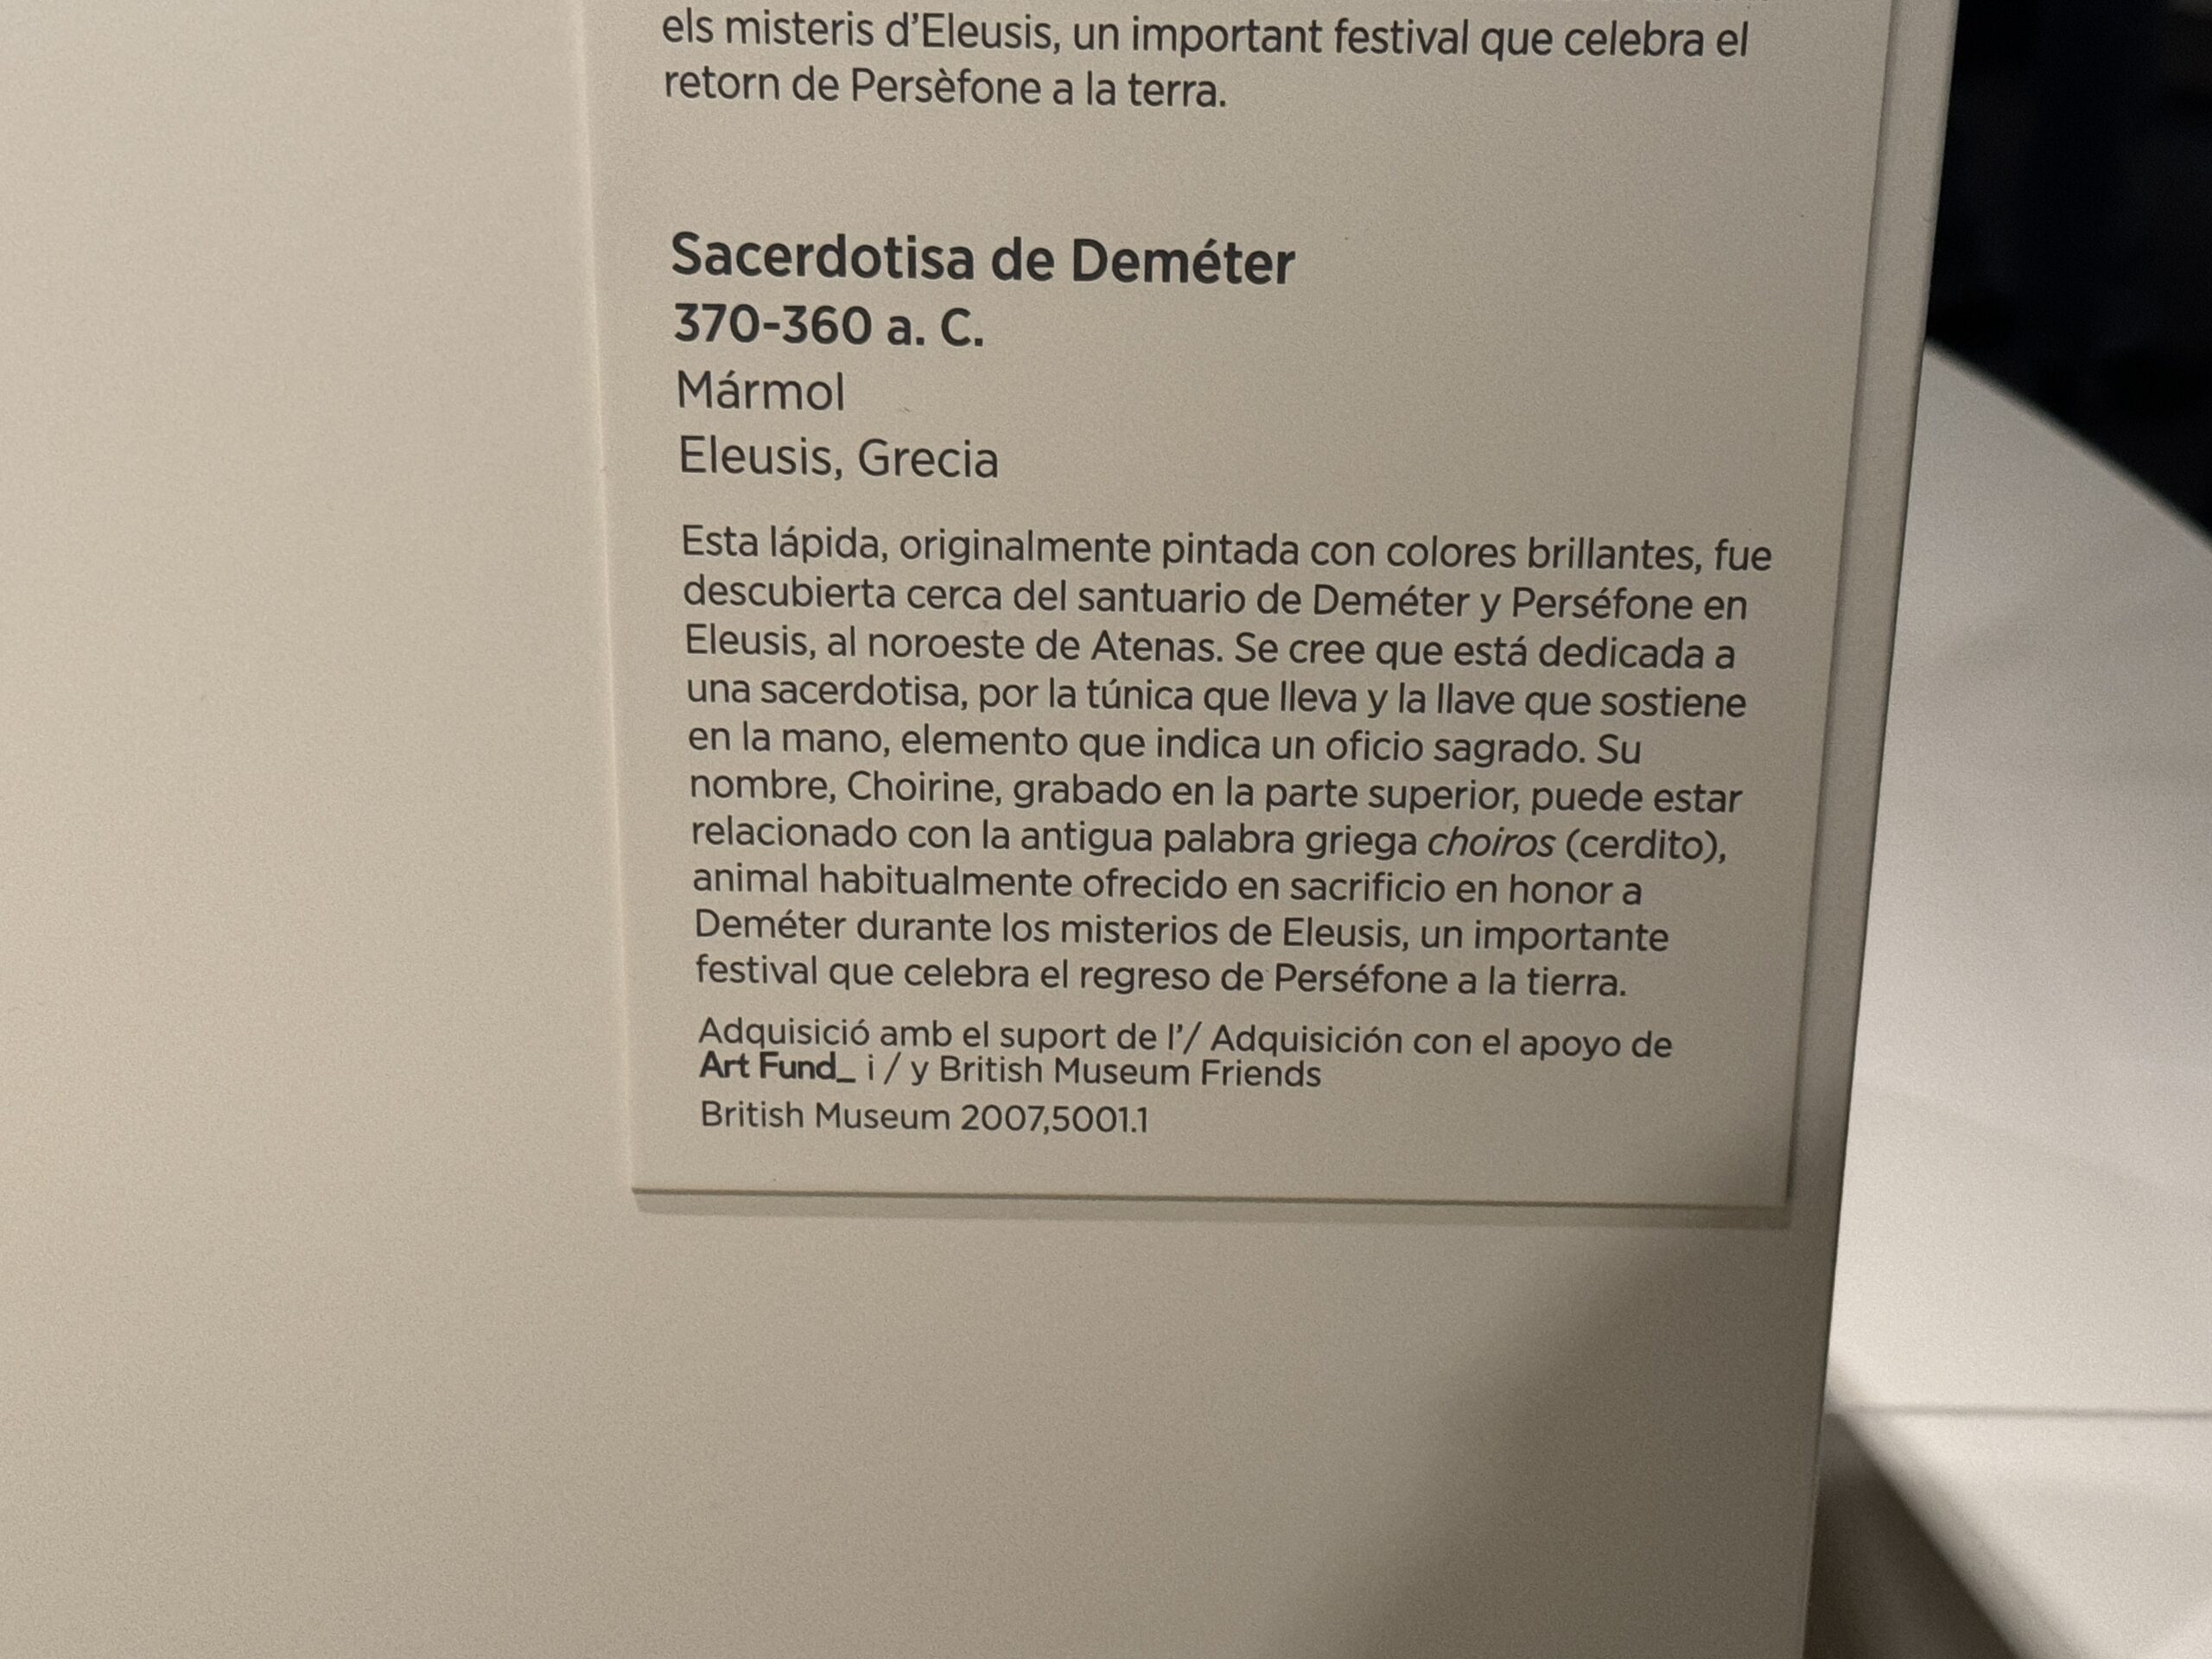 els misteris d’Eleusis, un important festival que celebra el
retorn de Persèfone a la terra.
Sacerdotisa de Deméter
370-360 a. C.
Mármol
Eleusis, Grecia
Esta lápida, originalmente pintada con colores brillantes, fue
descubierta cerca del santuario de Deméter y Perséfone en
Eleusis, al noroeste de Atenas. Se cree que está dedicada a
una sacerdotisa, por la túnica que lleva y la llave que sostiene
en la mano, elemento que indica un oficio sagrado. Su
nombre, Choirine, grabado en la parte superior, puede estar
relacionado con la antigua palabra griega choiros (cerdito),
animal habitualmente ofrecido en sacrificio en honor a
Deméter durante los misterios de Eleusis, un importante
festival que celebra el regreso de Perséfone a la tierra.
Adquisició amb el suport de l’/ Adquisición con el apoyo de
Art Fund_ i / y British Museum Friends
British Museum 2007,5001.1